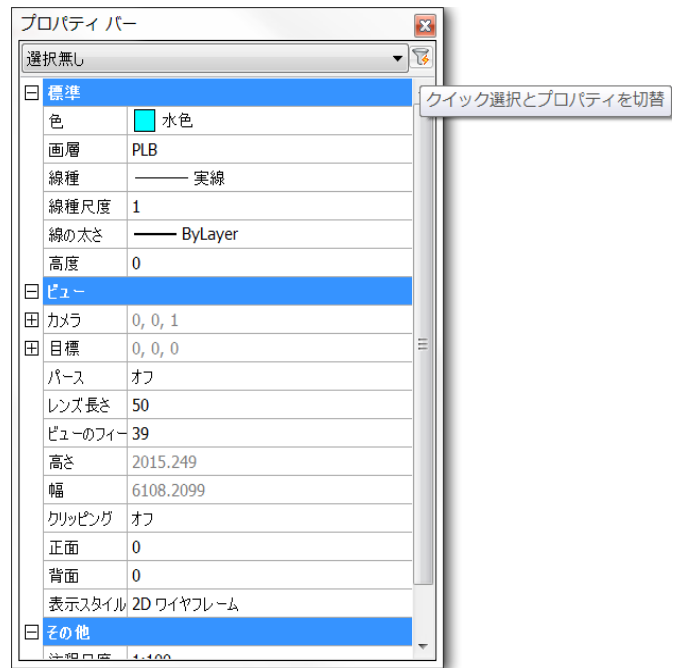 プロパティ バー
選択無し
クイック選択とプロパティを切替
標準
色 水色
画層 PLB
線種 実線
線種尺度 1
線の太さ ByLayer
高度 0
ビュー
カメラ 0, 0, 1
目標 0, 0, 0
パース オフ
レンズ長さ 50
ビューのフィー 39
高さ 2015.249
幅 6108.2099
クリッピング オフ
正面 0
背面 0
表示スタイル 2D ワイヤフレーム
その他